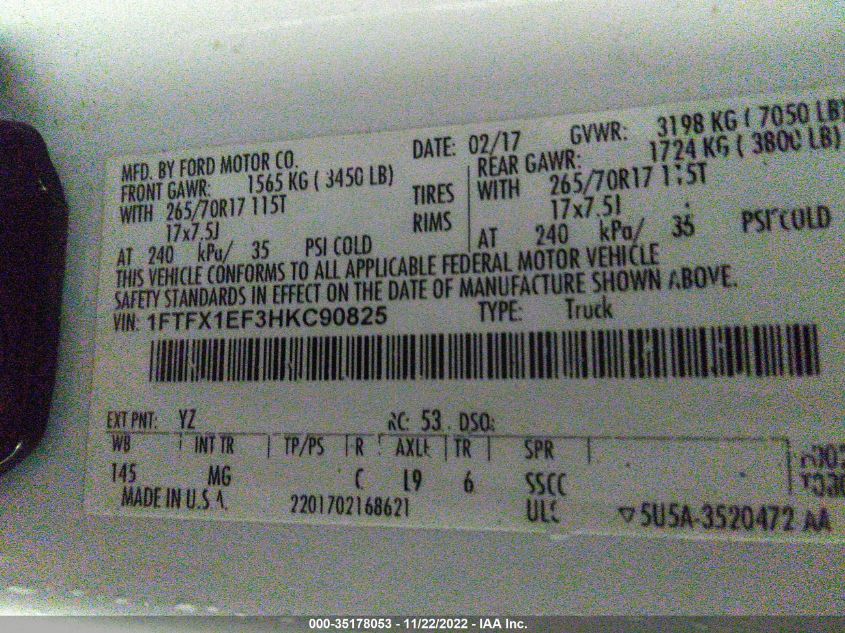 MFD. BY FORD MOTOR CO. DATE: 02/17 GVWR: 3198 KG ( 7050 LB)
FRONT GAWR: 1565 KG ( 3450 LB) REAR GAWR: 1724 KG ( 3800 LB)
WITH 265/70R17 115T TIRES WITH 265/70R17 115T
17x7.5J RIMS 17x7.5J
AT 240 kPa/ 35 PSI COLD AT 240 kPa/ 35 PSI COLD
THIS VEHICLE CONFORMS TO ALL APPLICABLE FEDERAL MOTOR VEHICLE
SAFETY STANDARDS IN EFFECT ON THE DATE OF MANUFACTURE SHOWN ABOVE.
VIN: 1FTFX1EF3HKC90825 TYPE: Truck
EXT PNT: YZ RC: 53 DSO:
WB INT TR TP/PS R AXLE TR SPR
145 MG C L9 6 SSCC
MADE IN U.S.A. 2201702168621 ▽5U5A-3520472 AA
000-35178053 - 11/22/2022 - IAA Inc.